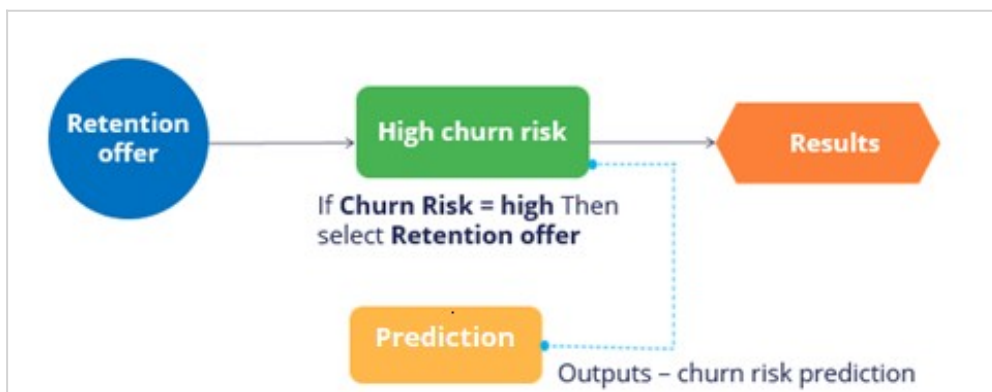 Retention
offer
High churn risk
Results
If Churn Risk = high Then
select Retention offer
Prediction
Outputs – churn risk prediction